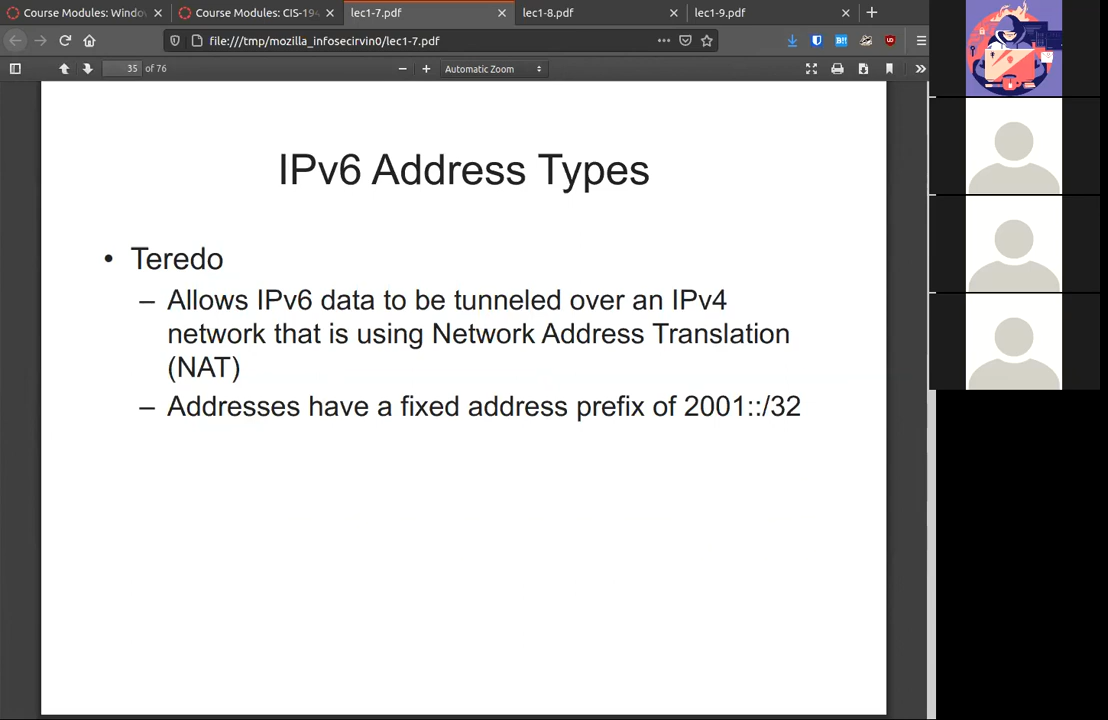 Course Modules: Windo
Course Modules: CIS-194
lec1-7.pdf
lec1-8.pdf
lec1-9.pdf
file:///tmp/mozilla_infosecirvin0/lec1-7.pdf
35 of 76
Automatic Zoom
IPv6 Address Types
• Teredo
– Allows IPv6 data to be tunneled over an IPv4
network that is using Network Address Translation
(NAT)
– Addresses have a fixed address prefix of 2001::/32